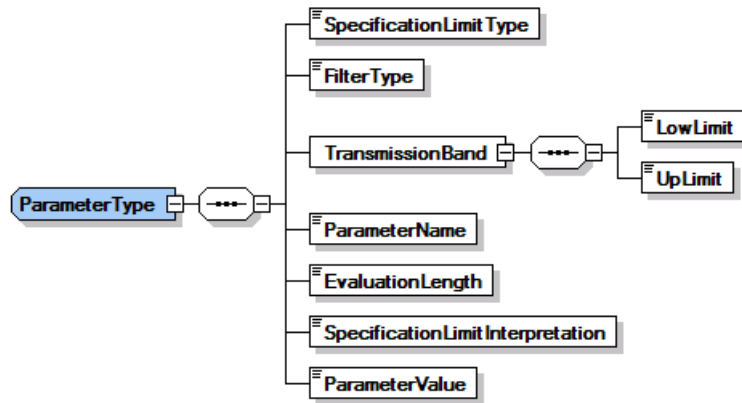 SpecificationLimitType
FilterType
TransmissionBand
LowLimit
UpLimit
ParameterType
ParameterName
EvaluationLength
SpecificationLimitInterpretation
ParameterValue